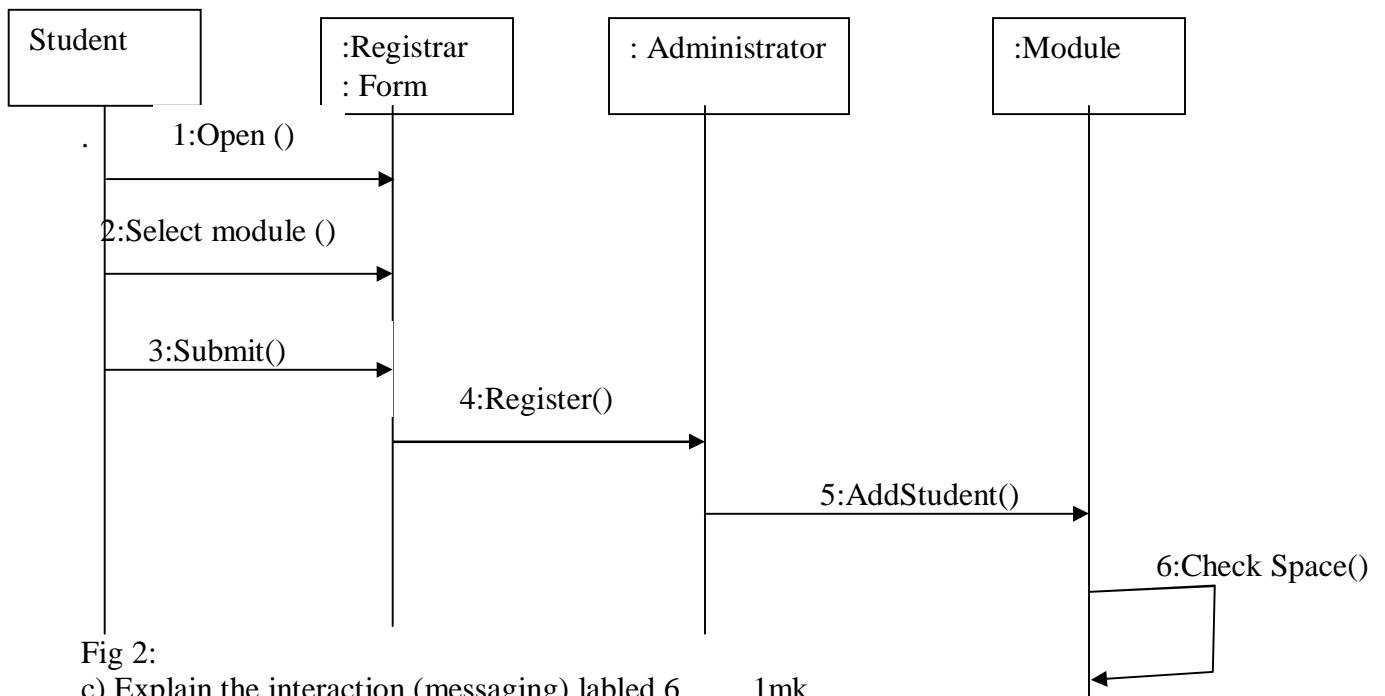 Student
:Registrar
: Form
: Administrator
:Module
.
1:Open ()
2:Select module ()
3:Submit()
4:Register()
5:AddStudent()
6:Check Space()
Fig 2:
c) Explain the interaction (messaging) labled 6 1mk